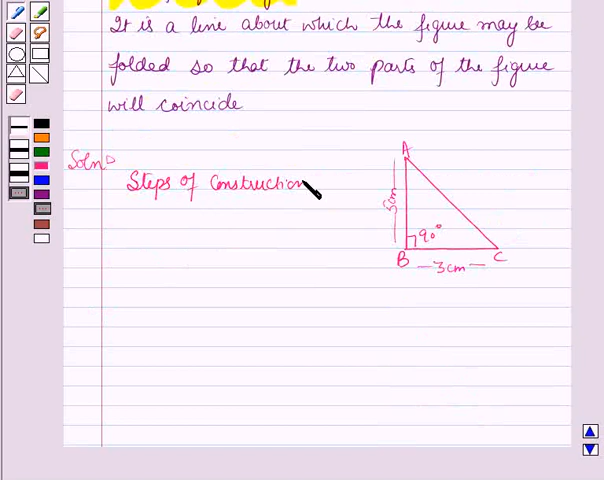 It is a line about which the figure may be
folded so that the two parts of the figure
will coincide
Soln
Steps of Construction
A
5cm
90°
B
C
3cm